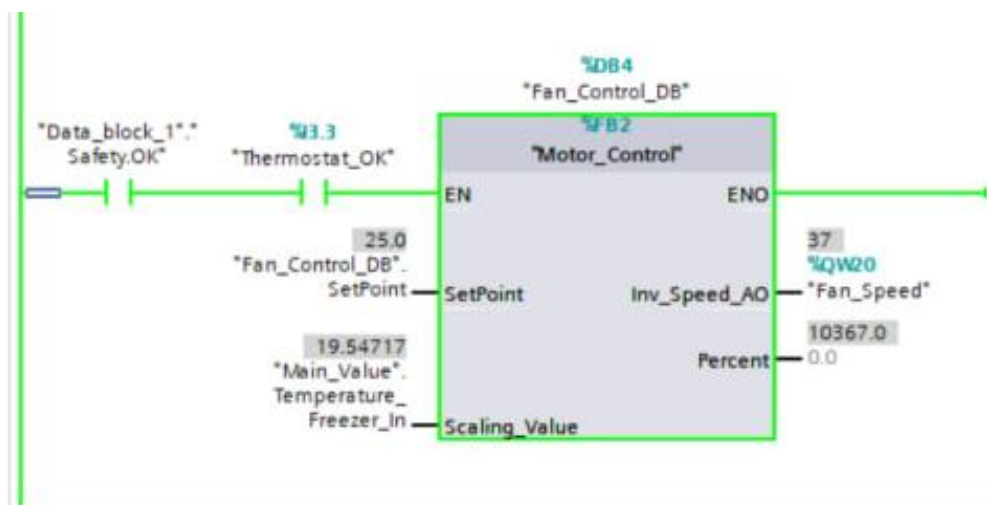 %DB4
"Fan_Control_DB"
%FB2
"Motor_Control"
"Data_block_1"."
Safety.OK"
%I3.3
"Thermostat_OK"
EN
ENO
25.0
"Fan_Control_DB".
SetPoint
SetPoint
37
%QW20
Inv_Speed_AO
"Fan_Speed"
19.54717
"Main_Value".
Temperature_
Freezer_In
Scaling_Value
10367.0
Percent
0.0